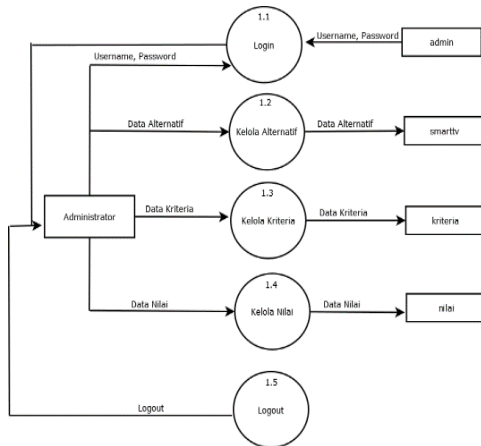 1.1
Login
Username, Password
Username, Password
admin
1.2
Data Alternatif
Kelola Alternatif
Data Alternatif
smarttv
1.3
Administrator
Data Kriteria
Kelola Kriteria
Data Kriteria
kriteria
1.4
Data Nilai
Kelola Nilai
Data Nilai
nilai
1.5
Logout
Logout